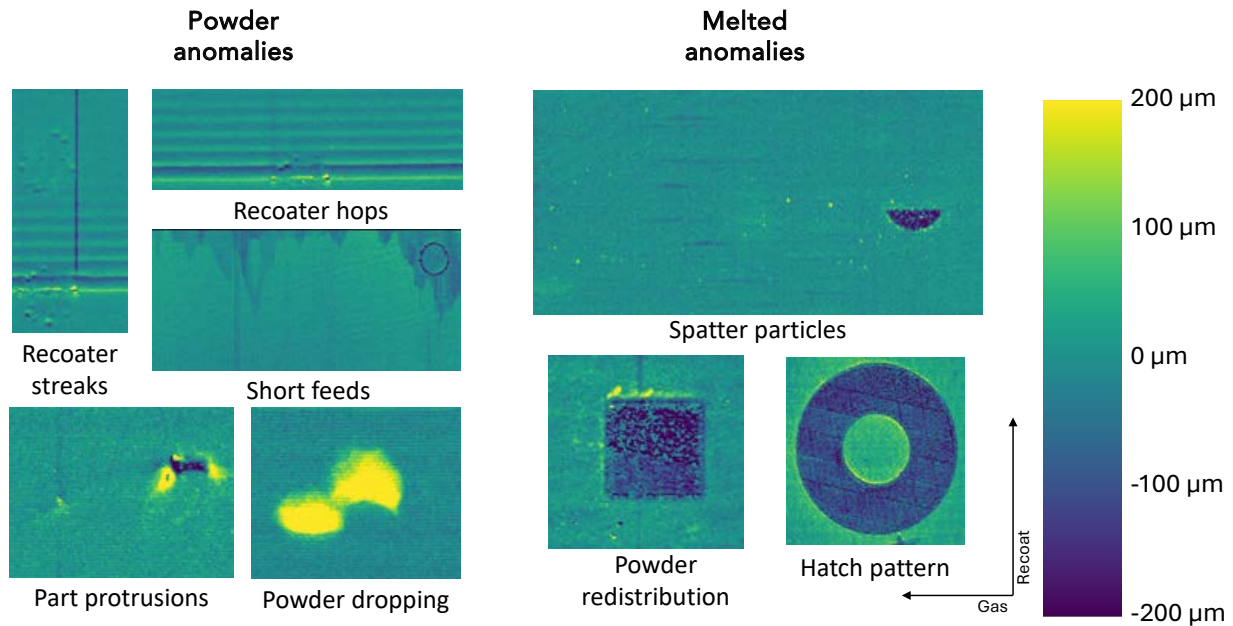 Powder
anomalies
Melted
anomalies
Recoater hops
Recoater
streaks
Short feeds
Part protrusions
Powder dropping
Spatter particles
Powder
redistribution
Hatch pattern
Recoat
Gas
200 µm
100 µm
0 µm
-100 µm
-200 µm